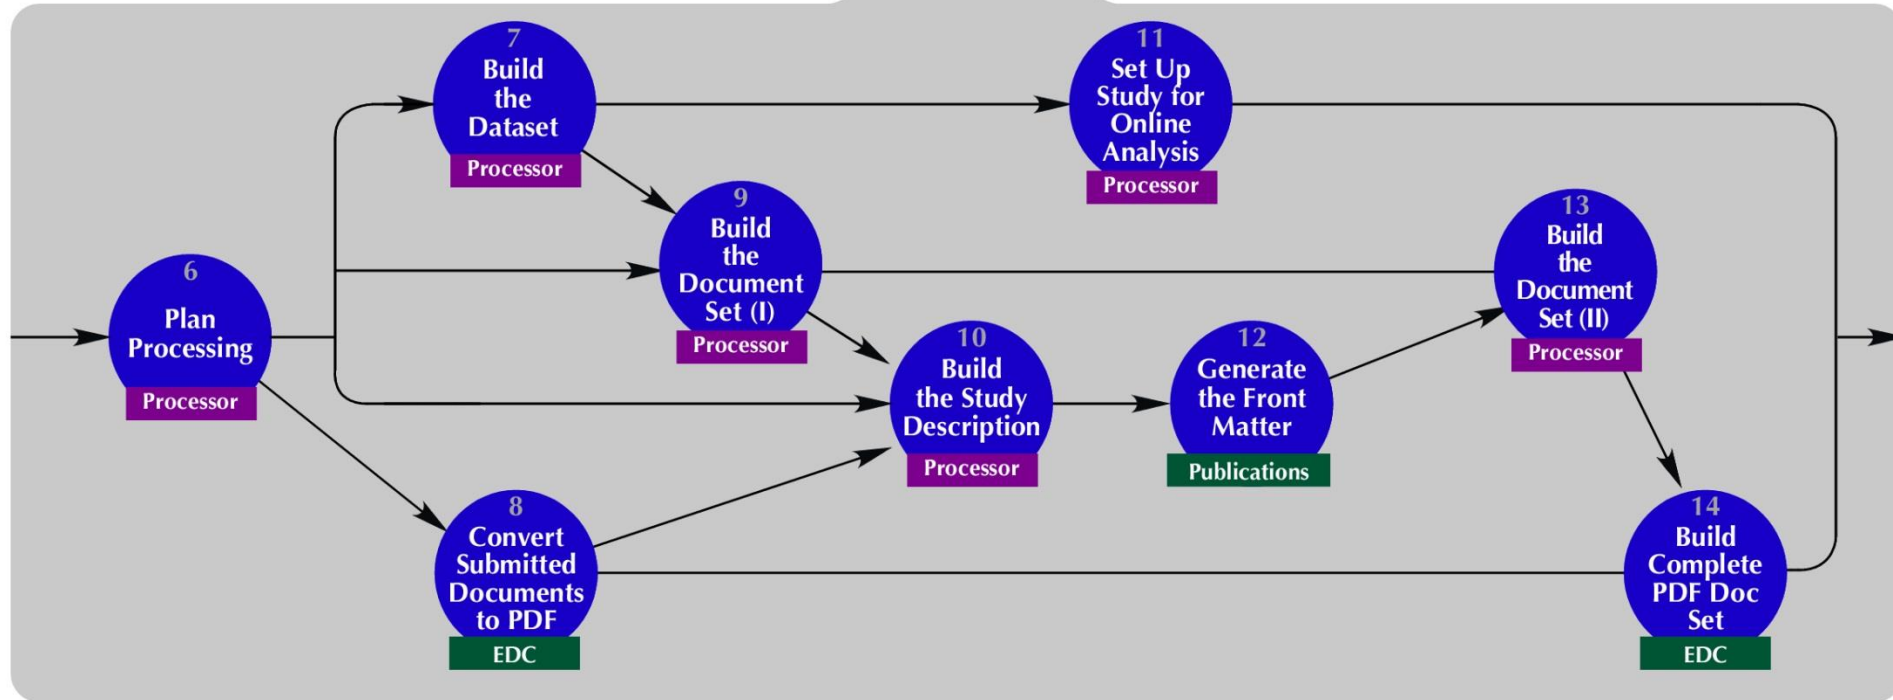 7
Build
the
Dataset
Processor
11
Set Up
Study for
Online
Analysis
Processor
9
Build
the
Document
Set (I)
Processor
13
Build
the
Document
Set (II)
Processor
6
Plan
Processing
Processor
10
Build
the Study
Description
Processor
12
Generate
the Front
Matter
Publications
8
Convert
Submitted
Documents
to PDF
EDC
14
Build
Complete
PDF Doc
Set
EDC